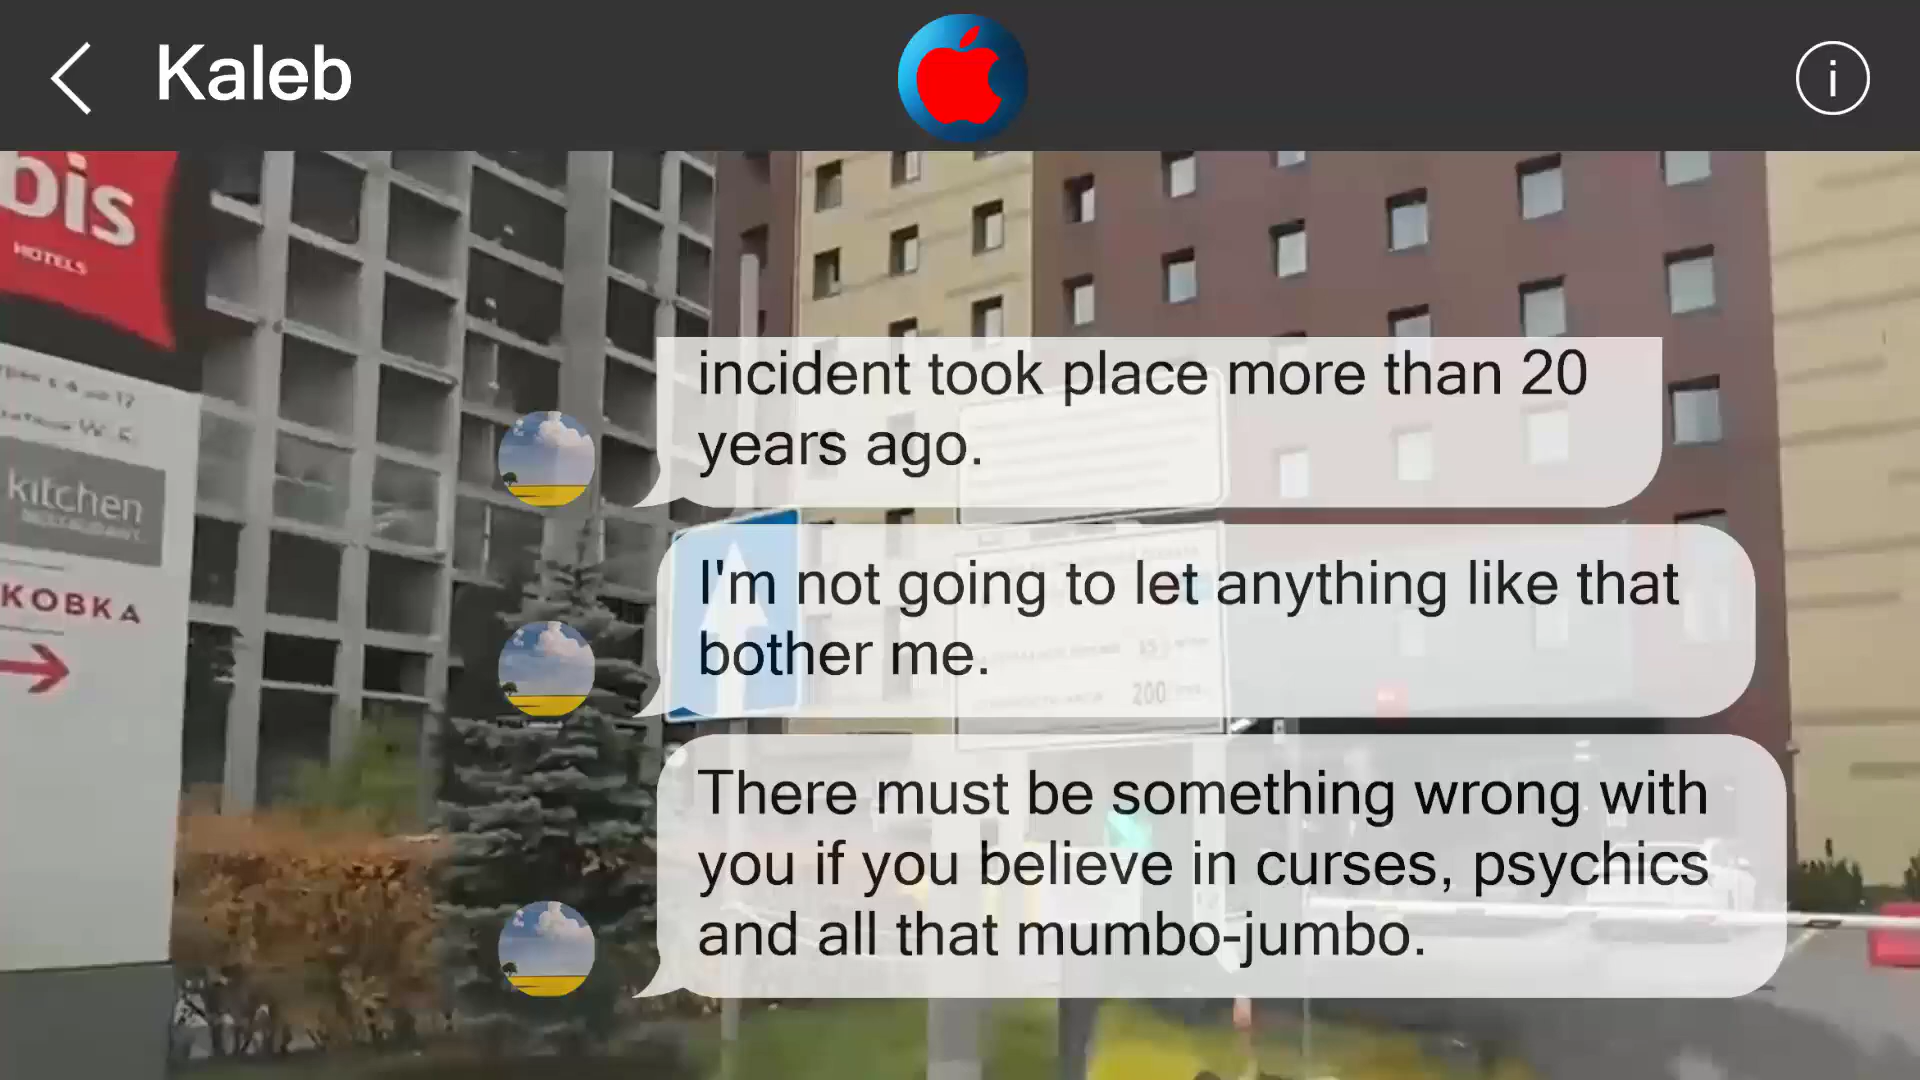 Kaleb
i
bis
HOTELS
kitchen
КОВКА
incident took place more than 20
years ago.
I'm not going to let anything like that
bother me.
200
There must be something wrong with
you if you believe in curses, psychics
and all that mumbo-jumbo.